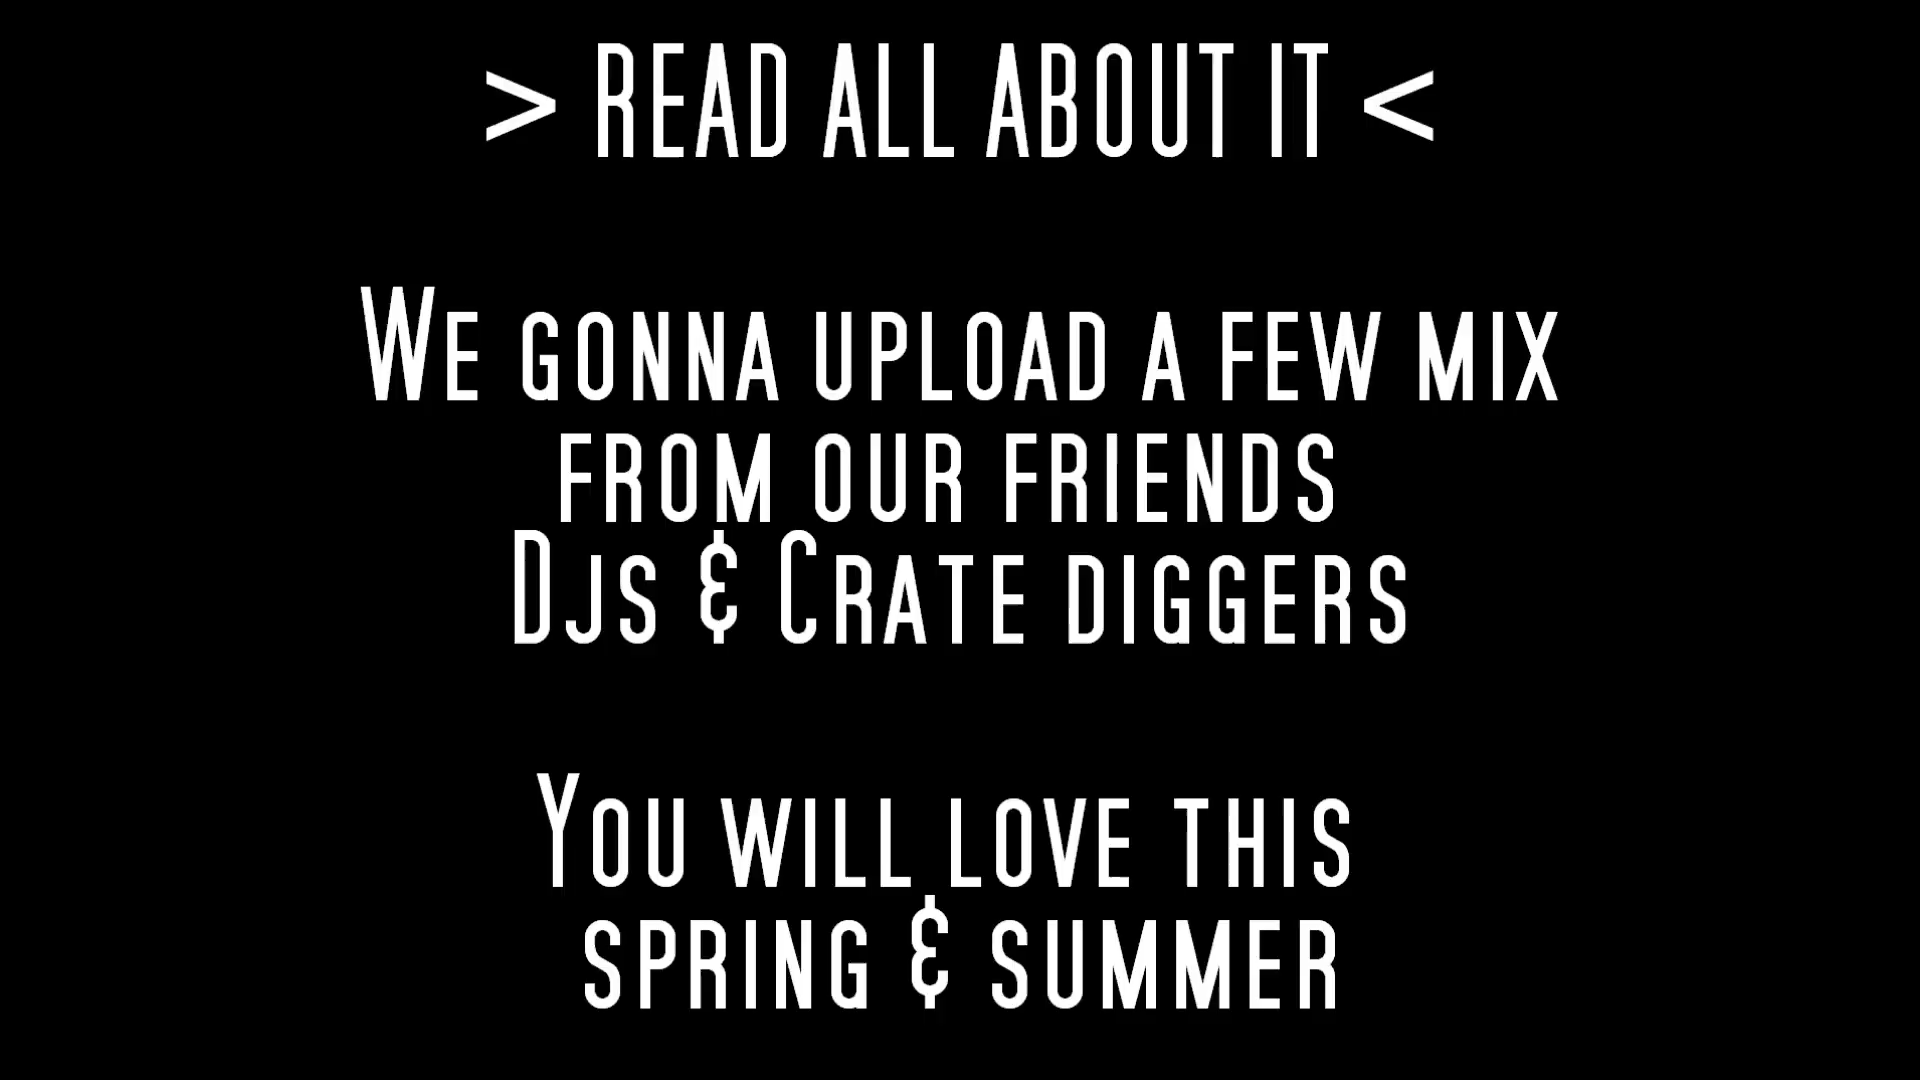 > READ ALL ABOUT IT <
We gonna upload a few mix
from our friends
Djs & Crate diggers
You will love this
spring & summer